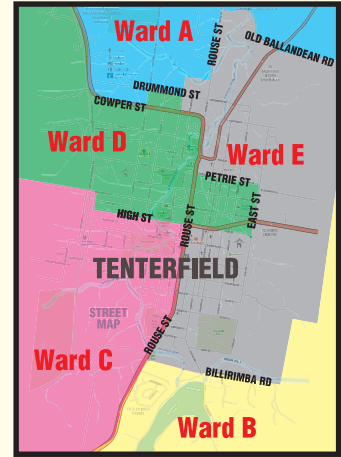 Ward A
ROUSE ST
OLD BALLANDEAN RD
DRUMMOND ST
COWPER ST
Ward D
Ward E
PETRIE ST
HIGH ST
ROUSE ST
EAST ST
TENTERFIELD
STREET
MAP
ROUSE ST
Ward C
BILLIRIMBA RD
Ward B